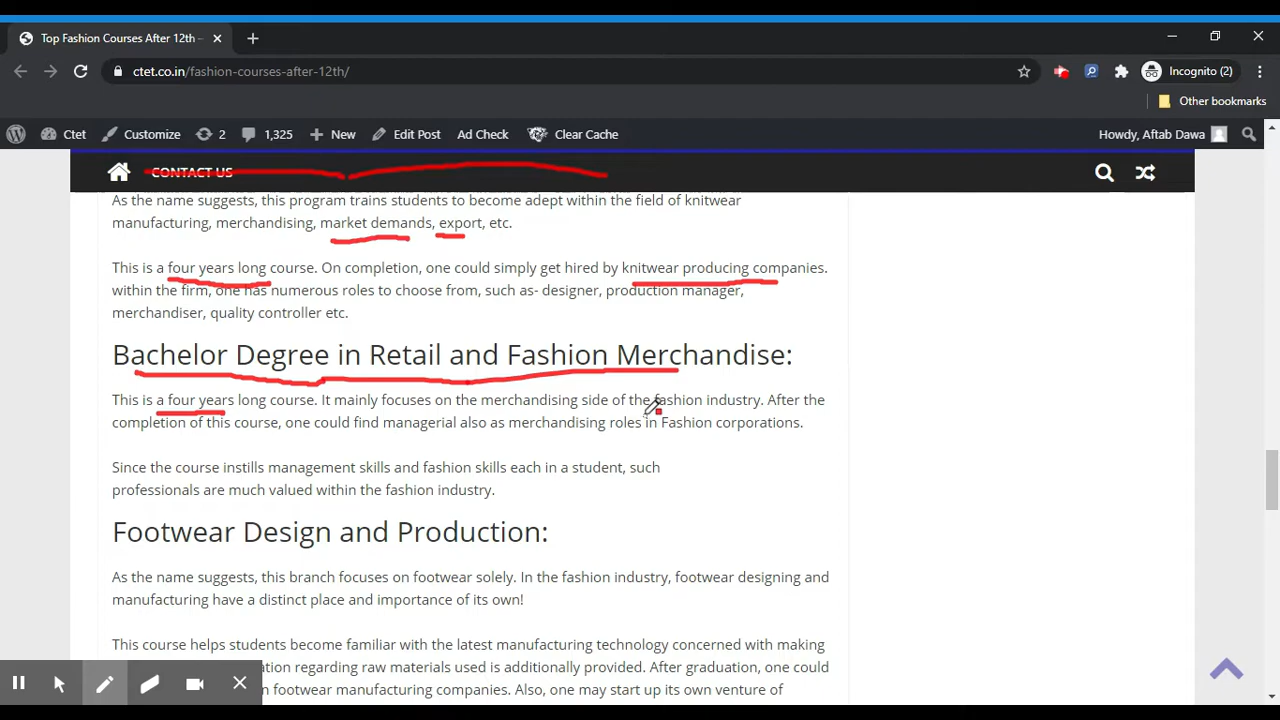 Top Fashion Courses After 12th –
ctet.co.in/fashion-courses-after-12th/
Incognito (2)
Other bookmarks
Ctet Customize 2 1,325 New Edit Post Ad Check Clear Cache Howdy, Aftab Dawa
CONTACT US
As the name suggests, this program trains students to become adept within the field of knitwear
manufacturing, merchandising, market demands, export, etc.
This is a four years long course. On completion, one could simply get hired by knitwear producing companies.
within the firm, one has numerous roles to choose from, such as- designer, production manager,
merchandiser, quality controller etc.
Bachelor Degree in Retail and Fashion Merchandise:
This is a four years long course. It mainly focuses on the merchandising side of the fashion industry. After the
completion of this course, one could find managerial also as merchandising roles in Fashion corporations.
Since the course instills management skills and fashion skills each in a student, such
professionals are much valued within the fashion industry.
Footwear Design and Production:
As the name suggests, this branch focuses on footwear solely. In the fashion industry, footwear designing and
manufacturing have a distinct place and importance of its own!
This course helps students become familiar with the latest manufacturing technology concerned with making
regarding raw materials used is additionally provided. After graduation, one could
footwear manufacturing companies. Also, one may start up its own venture of